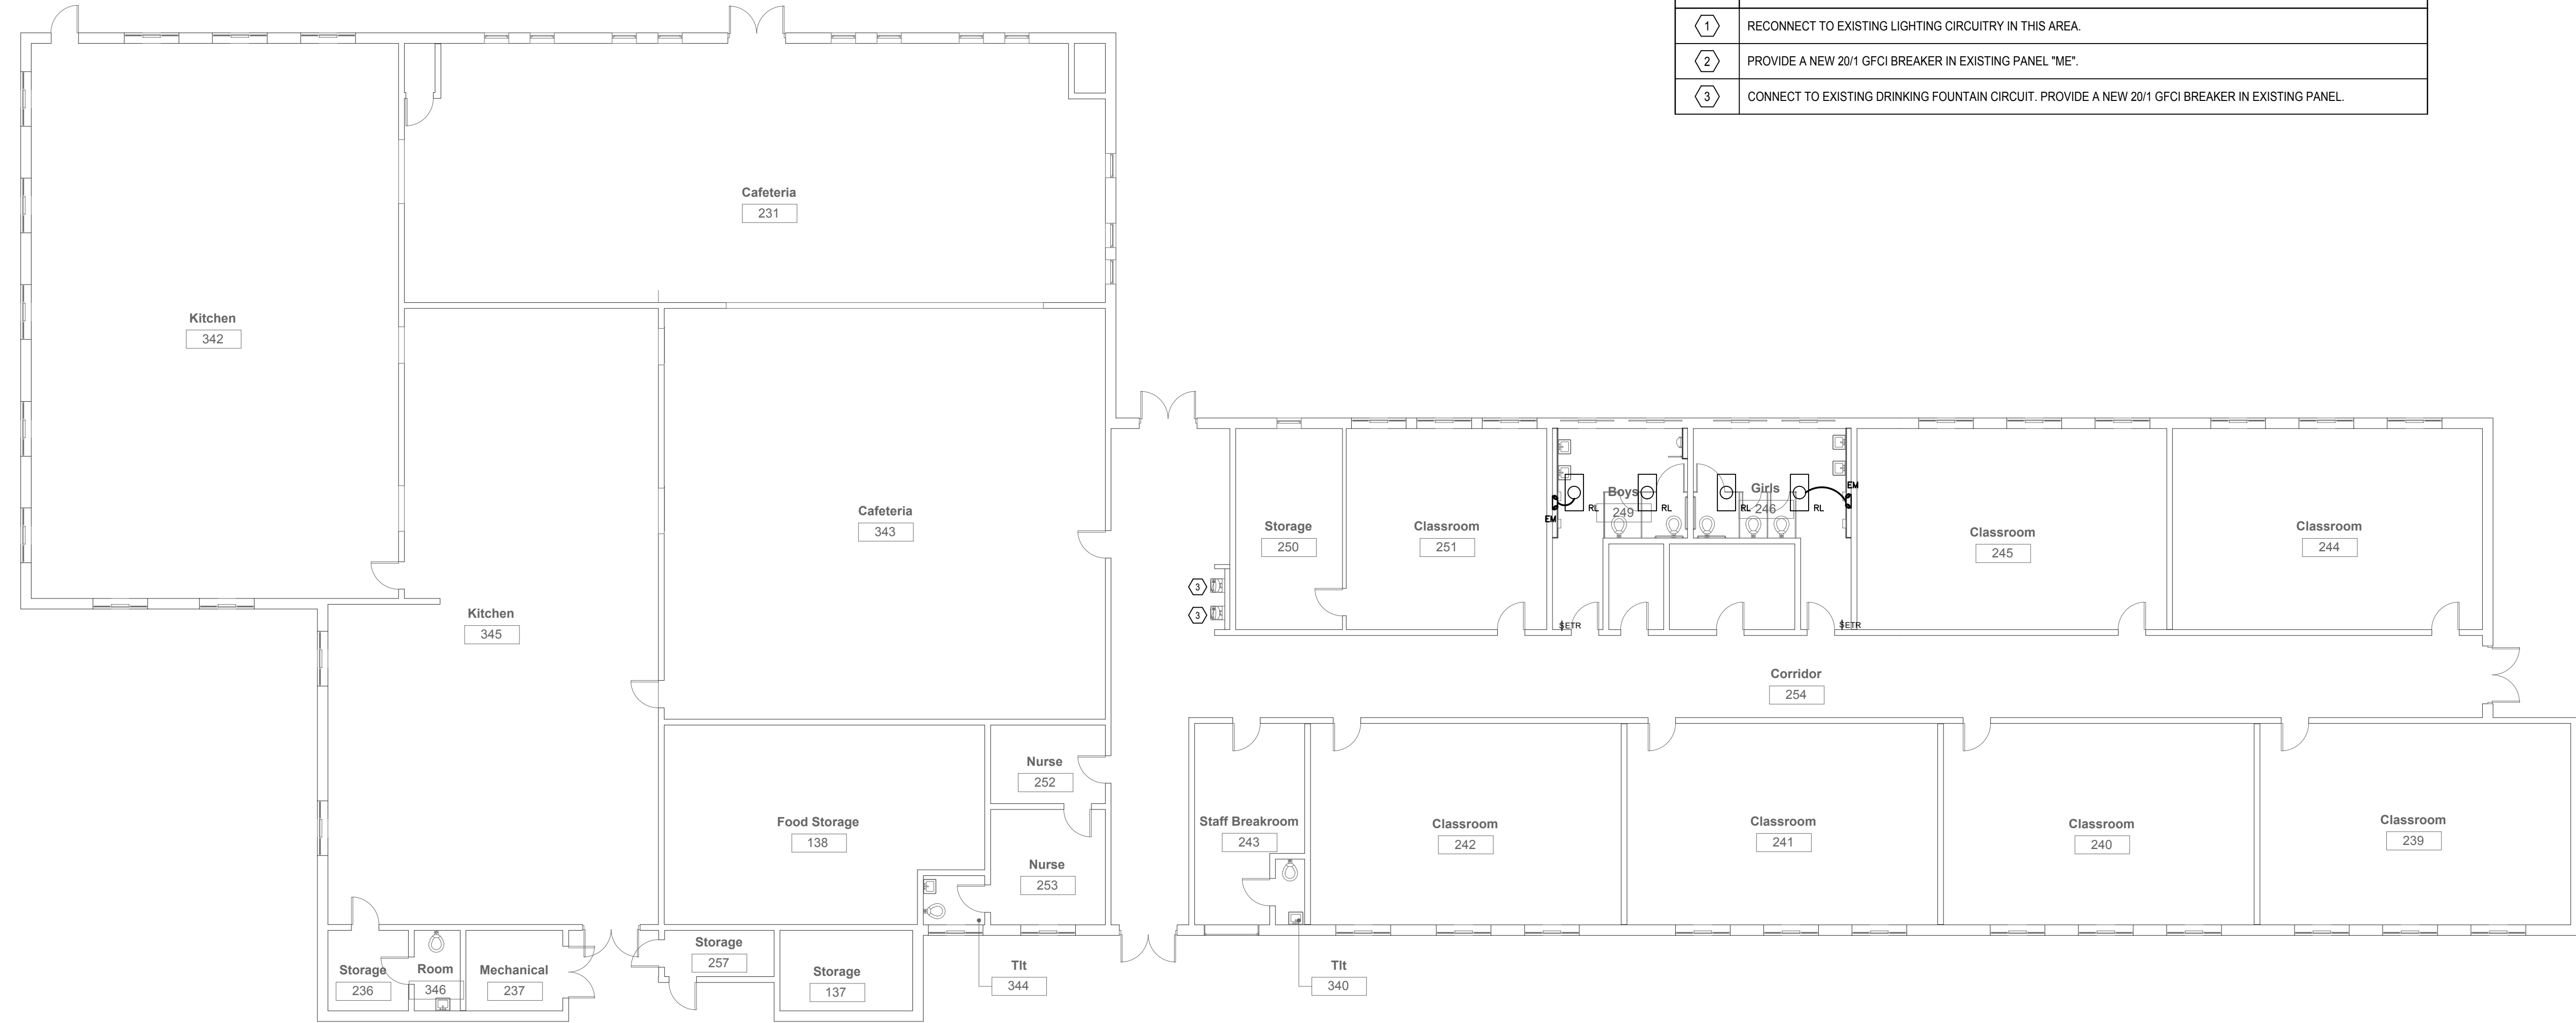 1 RECONNECT TO EXISTING LIGHTING CIRCUITRY IN THIS AREA.
2 PROVIDE A NEW 20/1 GFCI BREAKER IN EXISTING PANEL "ME".
3 CONNECT TO EXISTING DRINKING FOUNTAIN CIRCUIT. PROVIDE A NEW 20/1 GFCI BREAKER IN EXISTING PANEL.
Cafeteria
231
Kitchen
342
Cafeteria
343
Kitchen
345
Storage
250
Classroom
251
Boys
249
Girls
246
EM
RL
RL
RL
RL
EM
Classroom
245
Classroom
244
3
3
$ETR
$ETR
Corridor
254
Nurse
252
Food Storage
138
Nurse
253
Staff Breakroom
243
Classroom
242
Classroom
241
Classroom
240
Classroom
239
Storage
236
Room
346
Mechanical
237
Storage
257
Storage
137
Tlt
344
Tlt
340